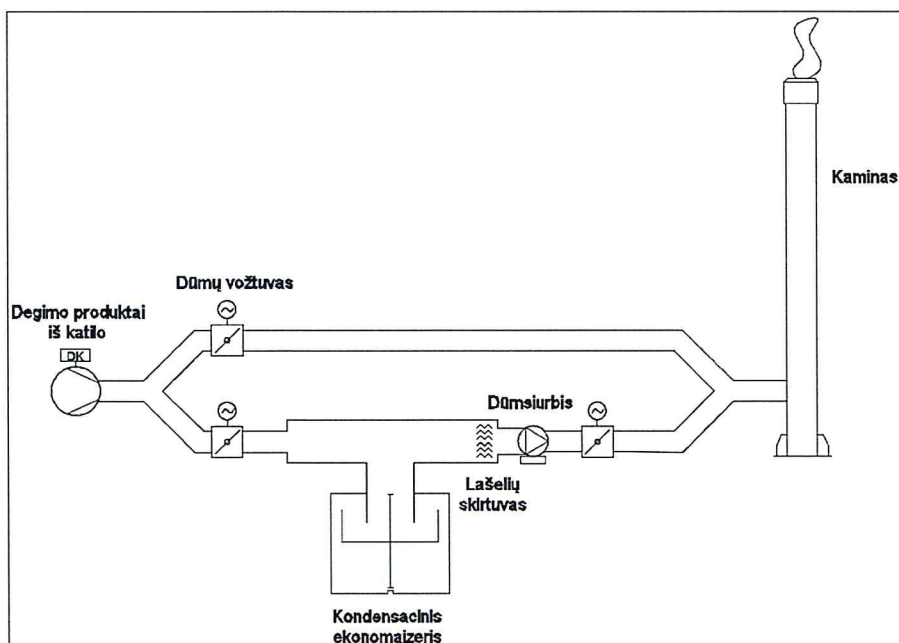 Kaminas
Dūmų vožtuvas
Degimo produktai
iš katilo
DK
Dūmsiurbis
Lašelių
skirtuvas
Kondensacinis
ekonomaizeris